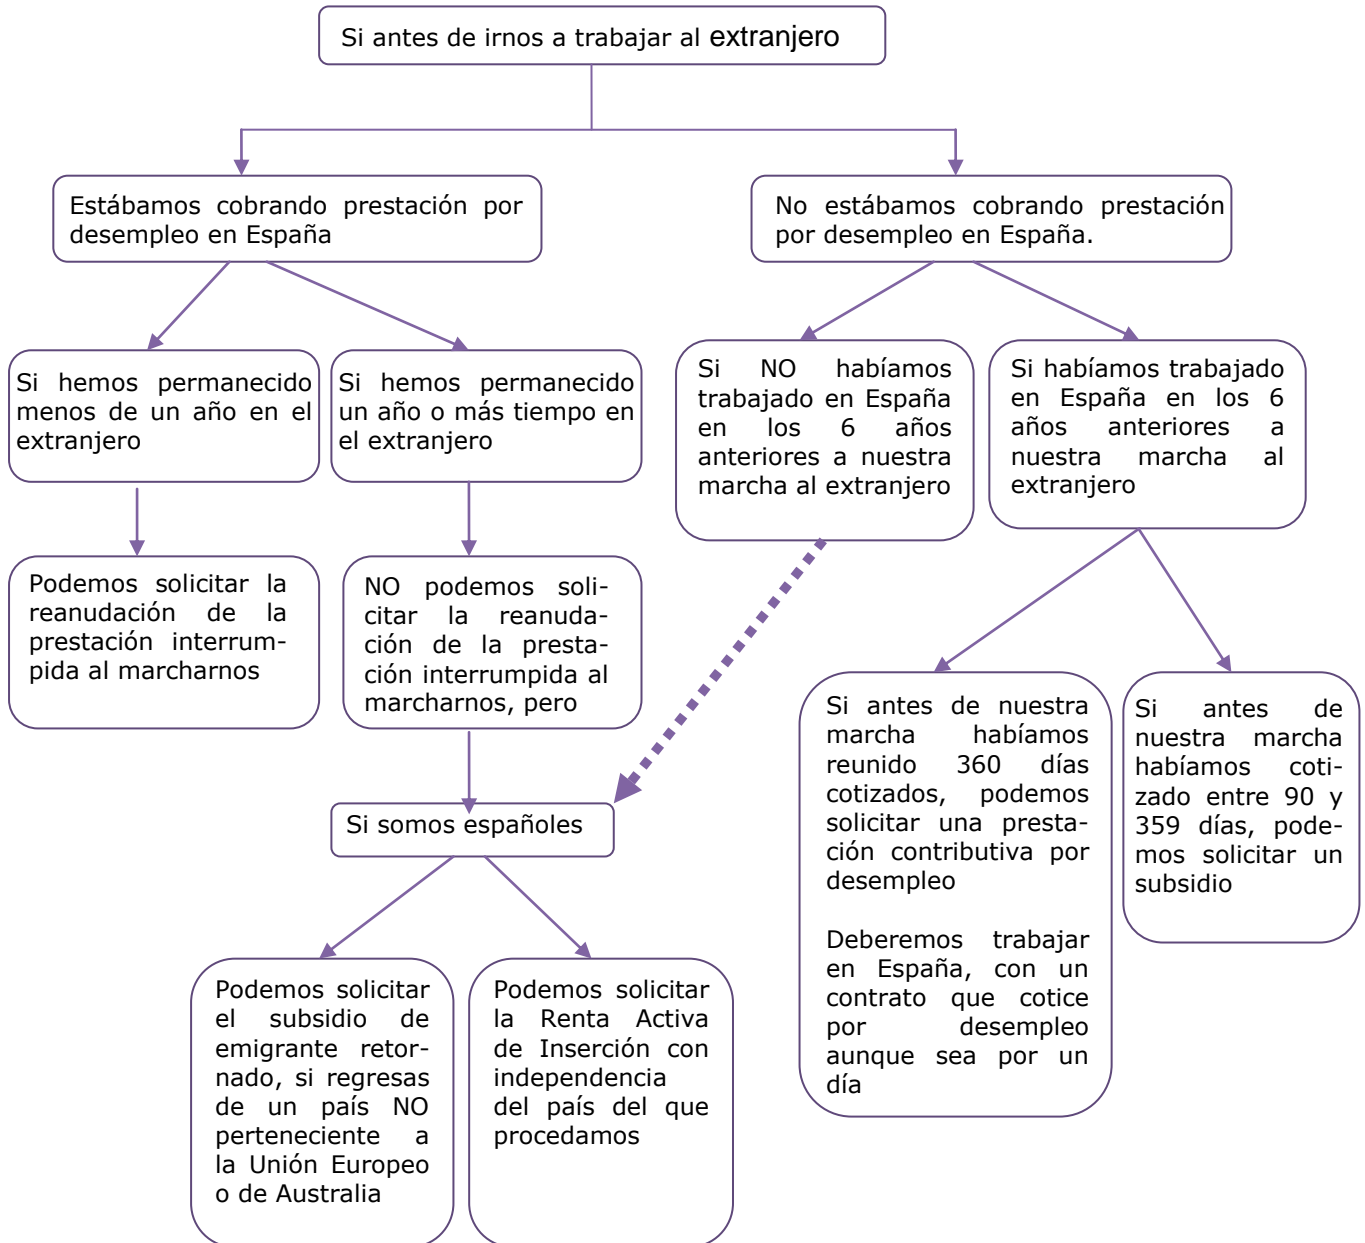 Si antes de irnos a trabajar al extranjero
Estábamos cobrando prestación por
desempleo en España
No estábamos cobrando prestación
por desempleo en España.
Si hemos permanecido
menos de un año en el
extranjero
Si hemos permanecido
un año o más tiempo en
el extranjero
Si NO habíamos
trabajado en España
en los 6 años
anteriores a nuestra
marcha al extranjero
Si habíamos trabajado
en España en los 6
años anteriores a
nuestra marcha al
extranjero
Podemos solicitar la
reanudación de la
prestación interrum-
pida al marcharnos
NO podemos soli-
citar la reanuda-
ción de la presta-
ción interrumpida al
marcharnos, pero
Si antes de nuestra
marcha habíamos
reunido 360 días
cotizados, podemos
solicitar una presta-
ción contributiva por
desempleo
Deberemos trabajar
en España, con un
contrato que cotice
por desempleo
aunque sea por un
día
Si antes de
nuestra marcha
habíamos coti-
zado entre 90 y
359 días, pode-
mos solicitar un
subsidio
Si somos españoles
Podemos solicitar
el subsidio de
emigrante retor-
nado, si regresas
de un país NO
perteneciente a
la Unión Europeo
o de Australia
Podemos solicitar
la Renta Activa
de Inserción con
independencia
del país del que
procedamos